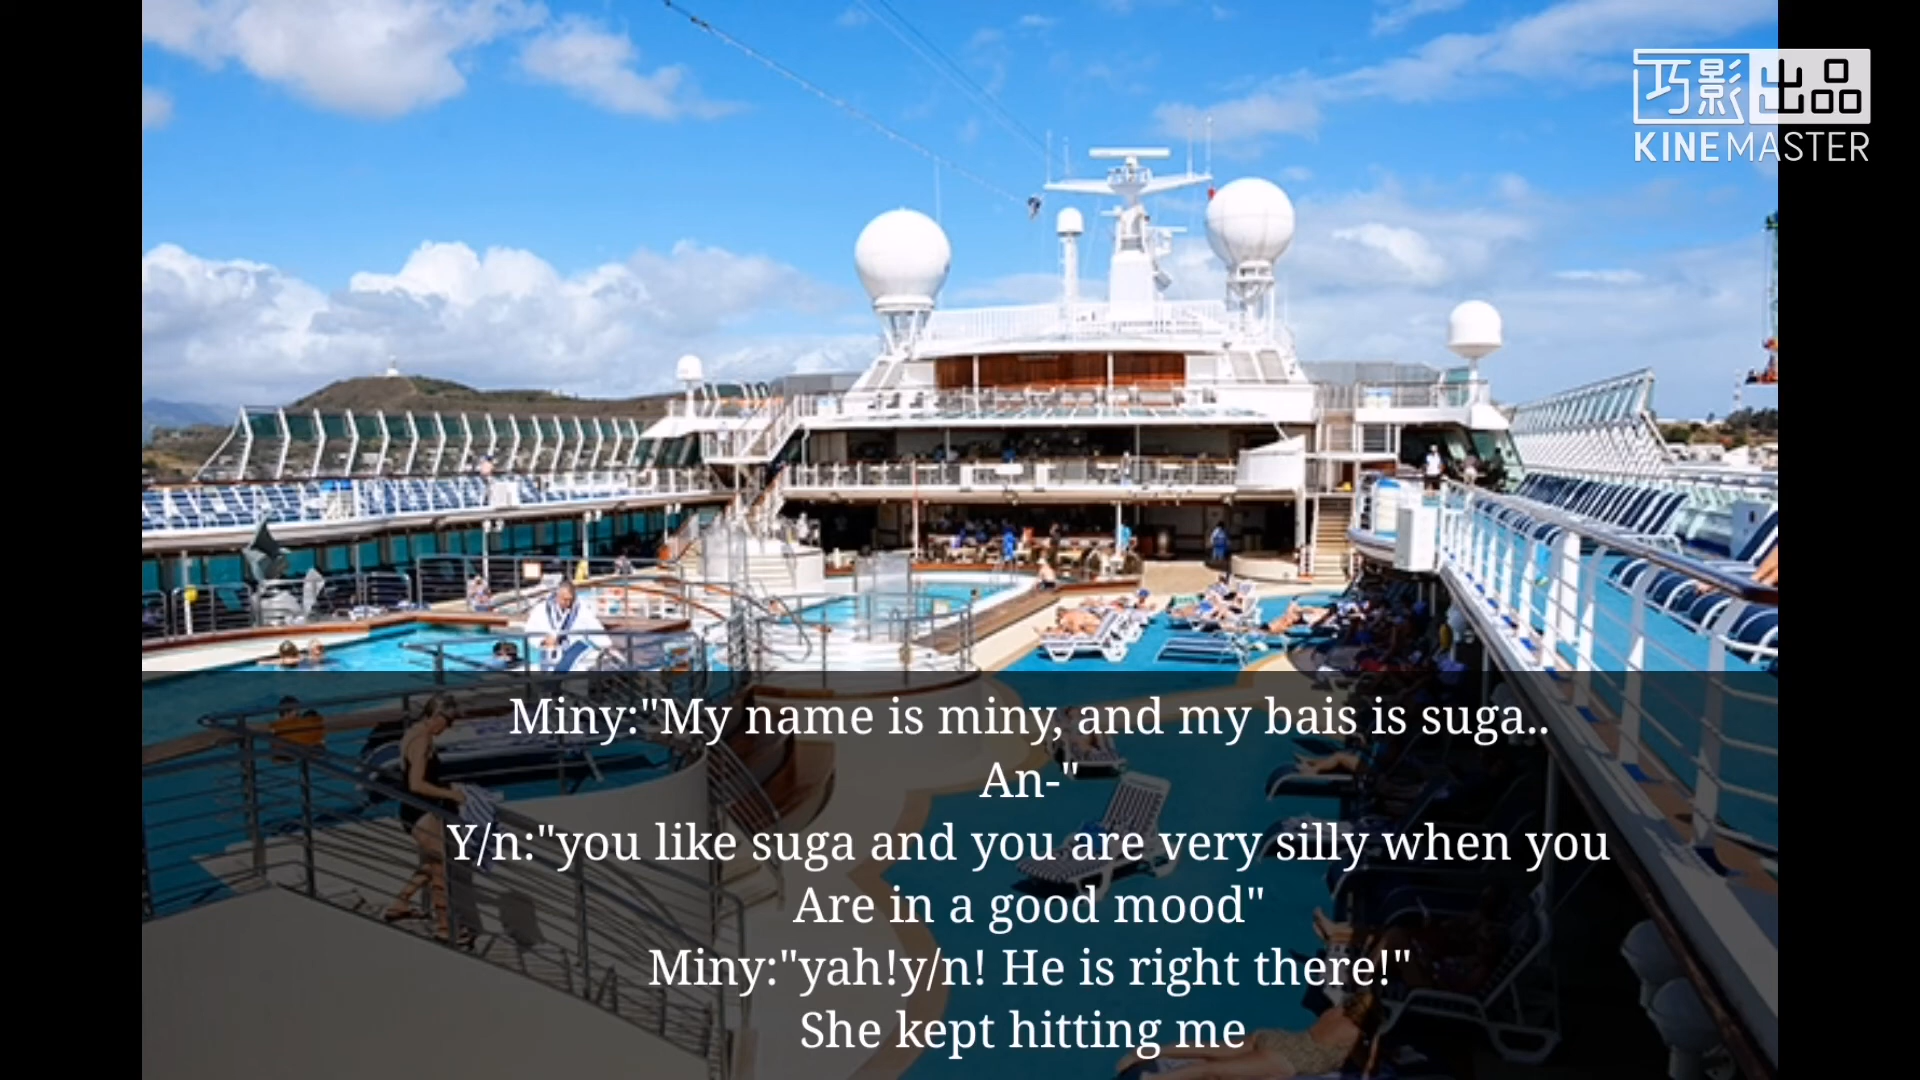 巧影出品
KINEMASTER
Miny:"My name is miny, and my bais is suga..
An-"
Y/n:"you like suga and you are very silly when you
Are in a good mood"
Miny:"yah!y/n! He is right there!"
She kept hitting me